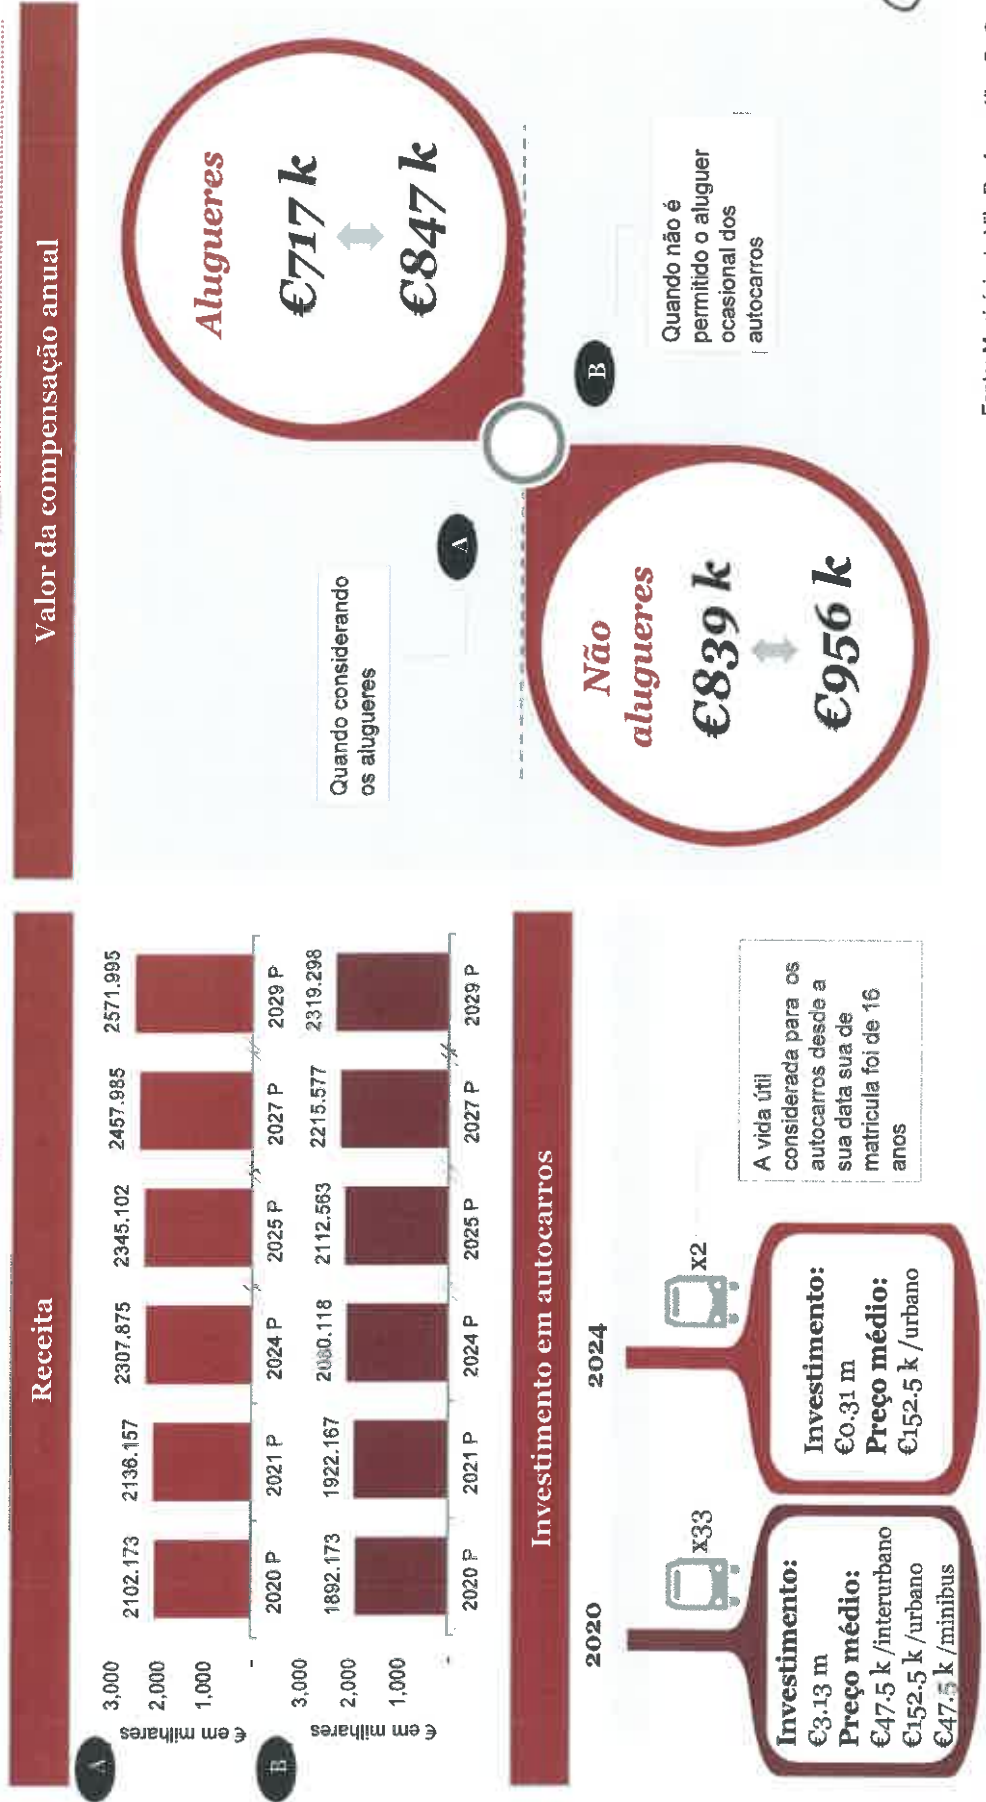 Receita
A
€ em milhares
3,000
2,000
1,000
-
2102.173
2136.157
2307.875
2345.102
2457.985
2571.995
2020 P
2021 P
2024 P
2025 P
2027 P
2029 P
B
€ em milhares
3,000
2,000
1,000
-
1892.173
1922.167
2080.118
2112.563
2215.577
2319.298
2020 P
2021 P
2024 P
2025 P
2027 P
2029 P
Investimento em autocarros
2020
x33
Investimento:
€3.13 m
Preço médio:
€47.5 k /interurbano
€152.5 k /urbano
€47.5 k /minibus
2024
x2
Investimento:
€0.31 m
Preço médio:
€152.5 k /urbano
A vida útil
considerada para os
autocarros desde a
sua data sua de
matricula foi de 16
anos
Valor da compensação anual
Quando considerando
os alugueres
A
Alugueres
€717 k
€847 k
Não
alugueres
€839 k
€956 k
B
Quando não é
permitido o aluguer
ocasional dos
autocarros